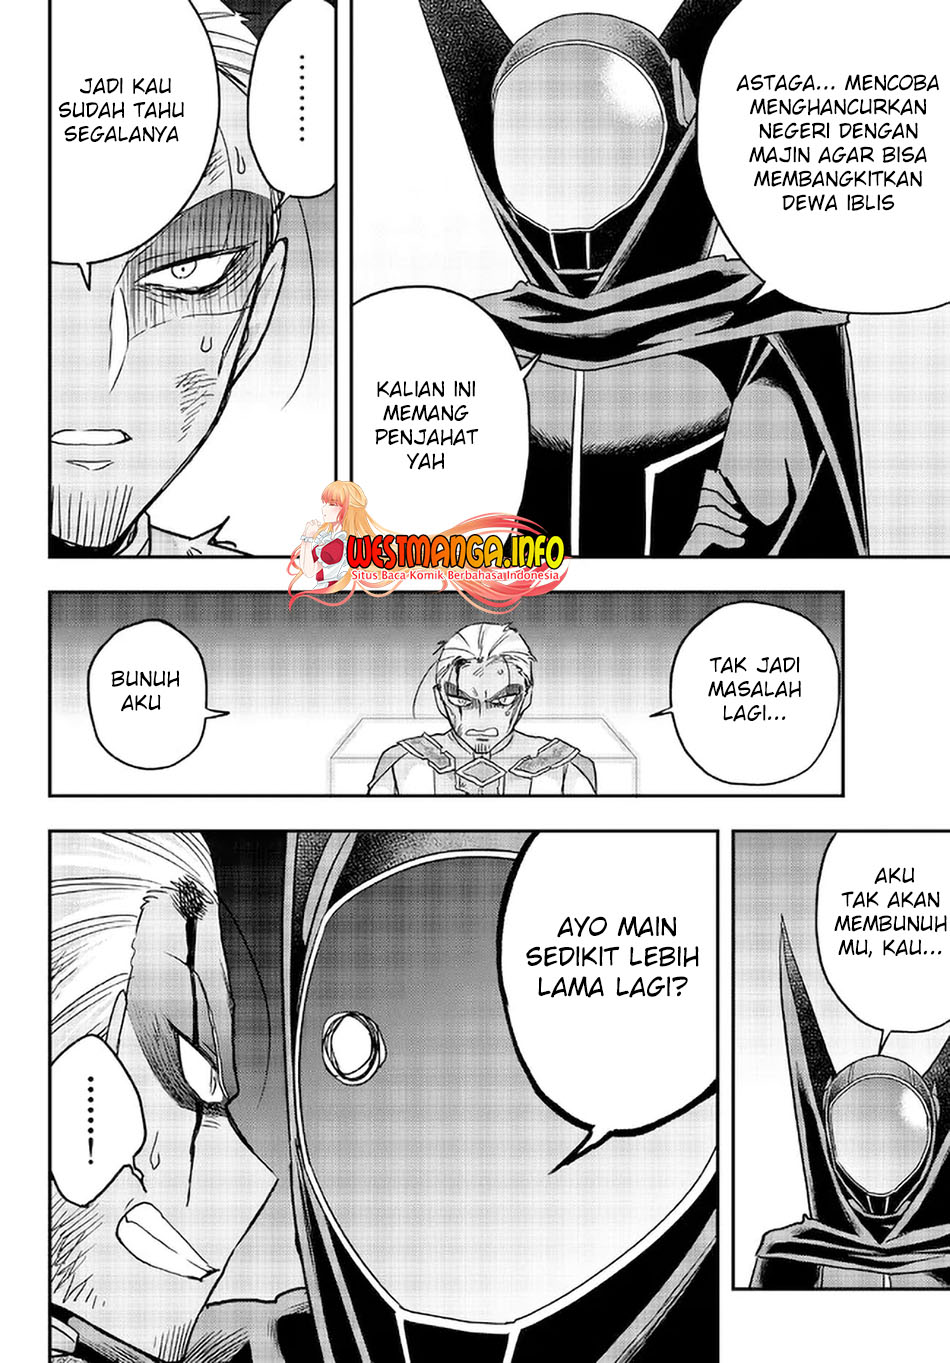 ASTAGA... MENCOBA
MENGHANCURKAN
NEGERI DENGAN
MAJIN AGAR BISA
MEMBANGKITKAN
DEWA IBLIS
KALIAN INI
MEMANG
PENJAHAT
YAH
.........
JADI KAU
SUDAH TAHU
SEGALANYA
WESTMANGA.INFO
Situs Baca Komik Berbahasa Indonesia
TAK JADI
MASALAH
LAGI...
BUNUH
AKU
AKU
TAK AKAN
MEMBUNUH
MU, KAU...
AYO MAIN
SEDIKIT LEBIH
LAMA LAGI?
......!